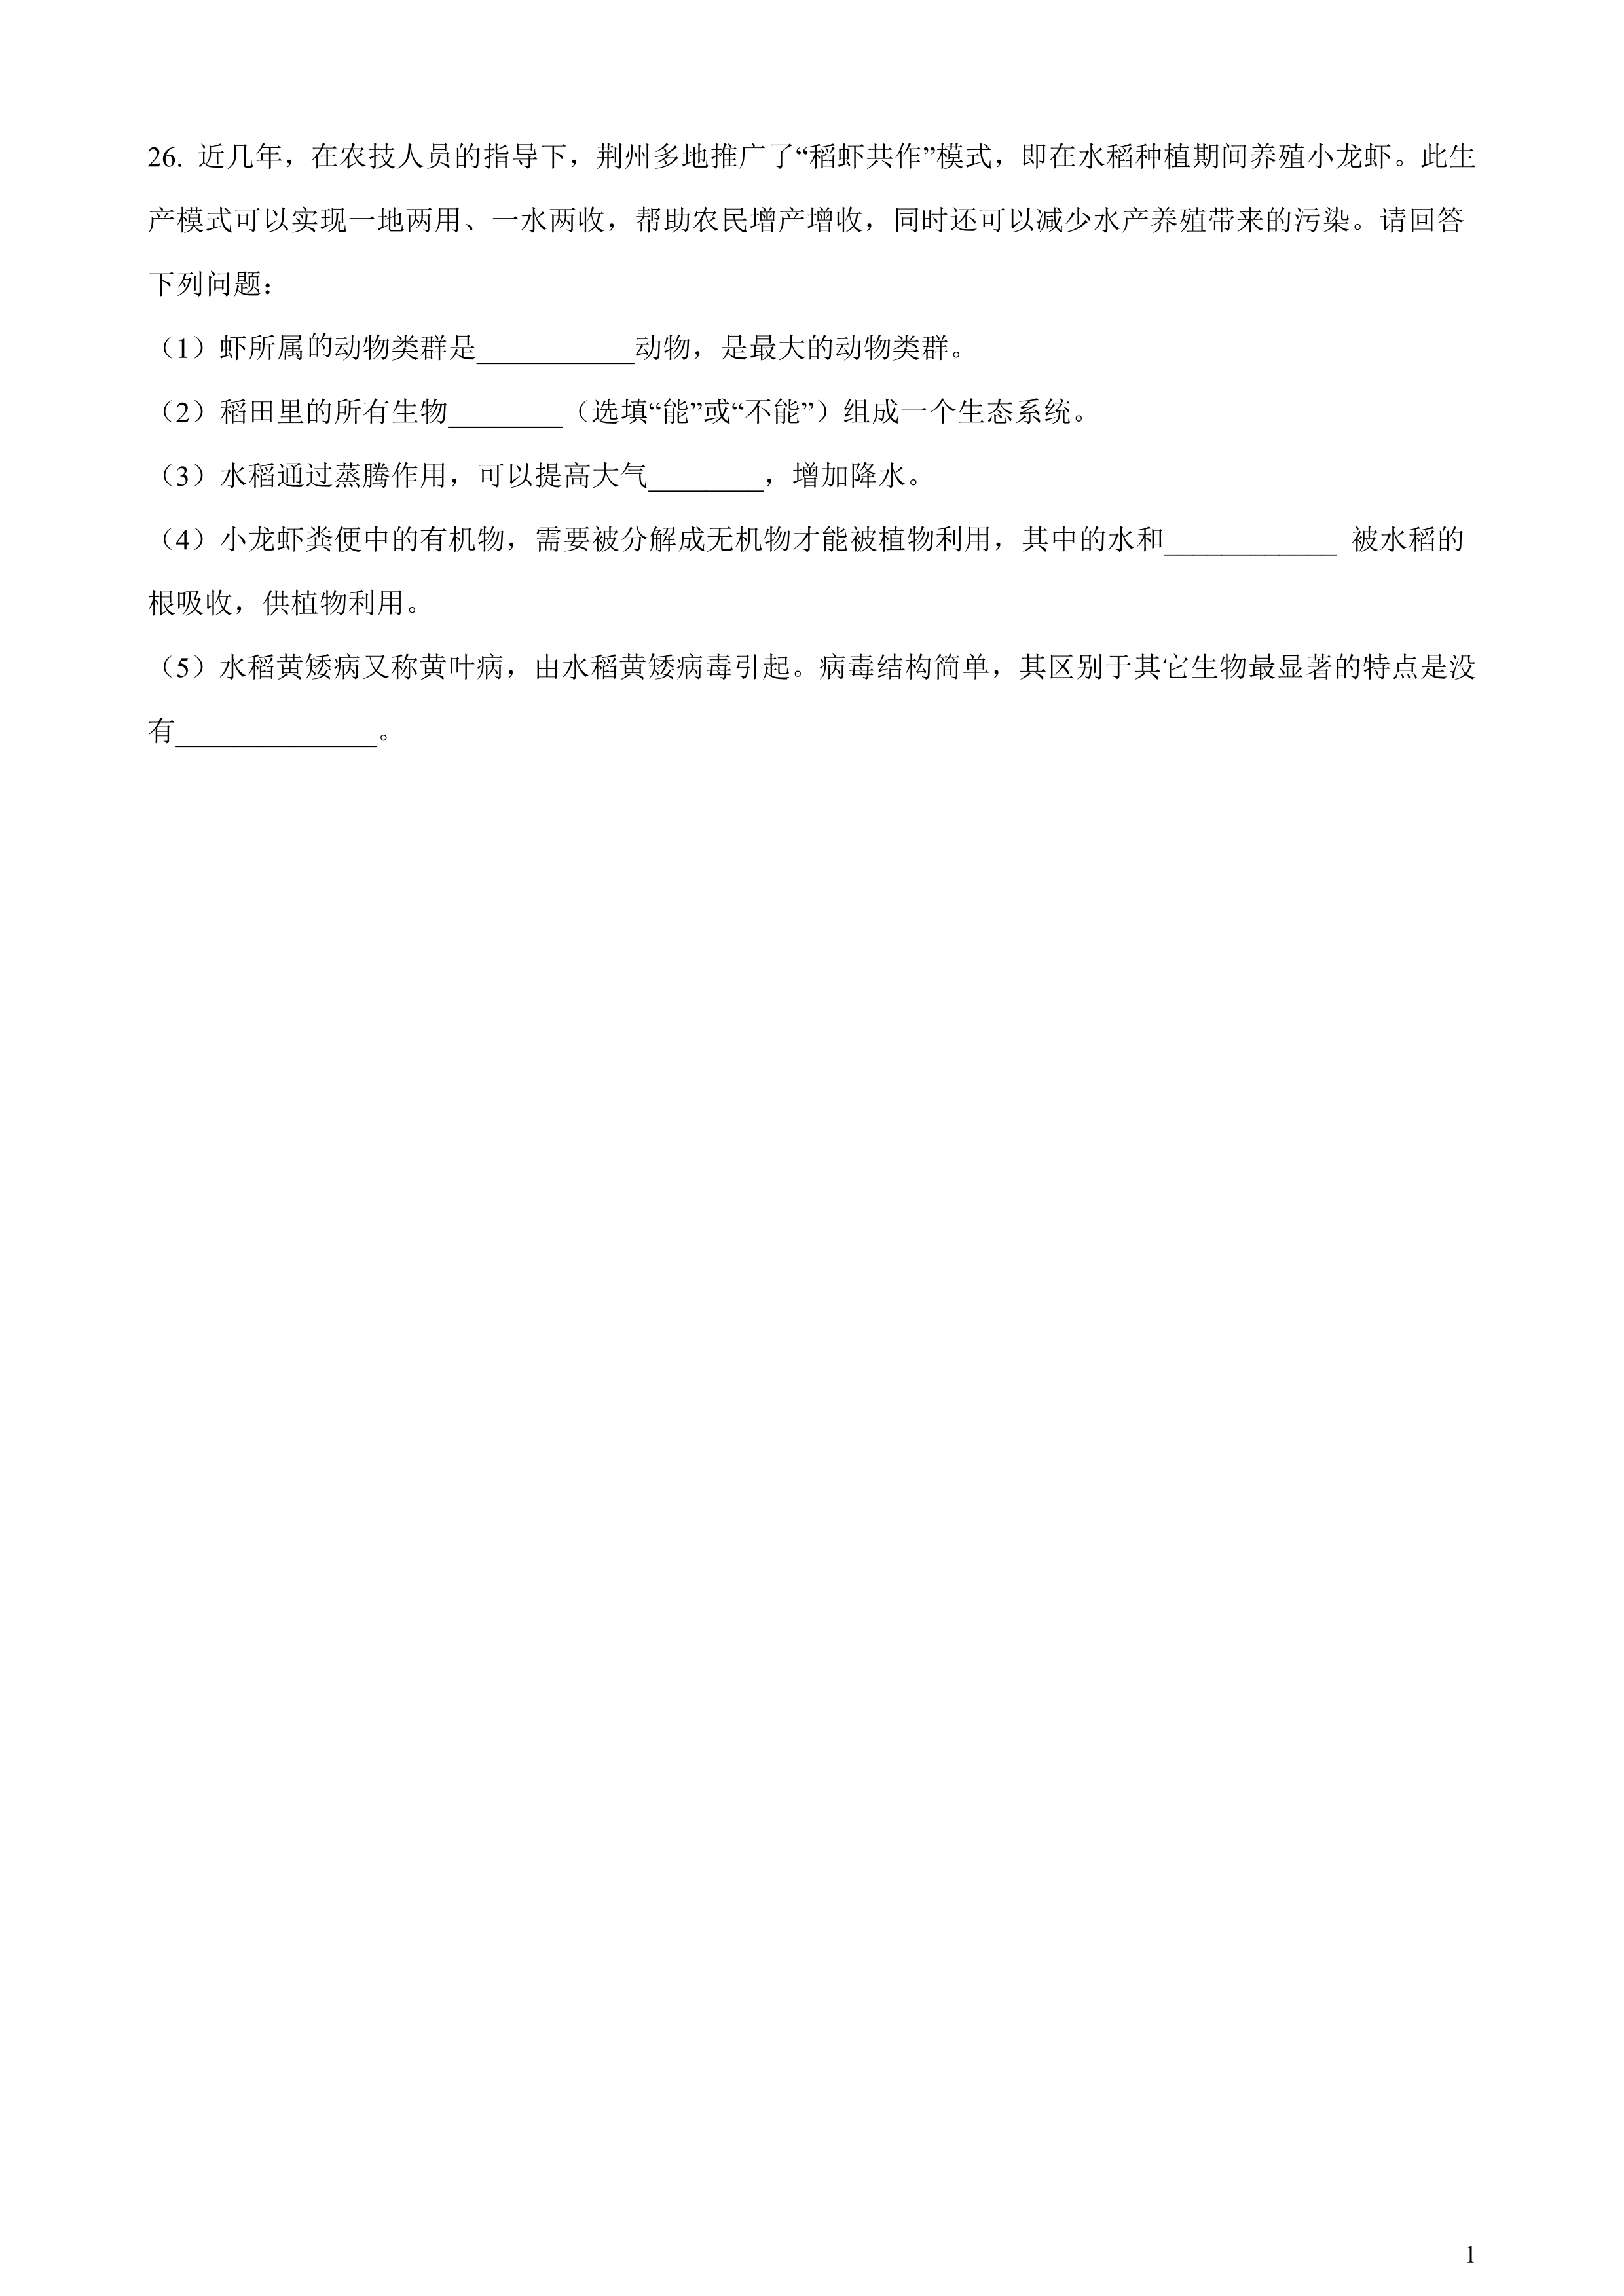 26. 近几年，在农技人员的指导下，荆州多地推广了“稻虾共作”模式，即在水稻种植期间养殖小龙虾。此生
产模式可以实现一地两用、一水两收，帮助农民增产增收，同时还可以减少水产养殖带来的污染。请回答
下列问题：
（1）虾所属的动物类群是___________动物，是最大的动物类群。
（2）稻田里的所有生物________（选填“能”或“不能”）组成一个生态系统。
（3）水稻通过蒸腾作用，可以提高大气________，增加降水。
（4）小龙虾粪便中的有机物，需要被分解成无机物才能被植物利用，其中的水和____________ 被水稻的
根吸收，供植物利用。
（5）水稻黄矮病又称黄叶病，由水稻黄矮病毒引起。病毒结构简单，其区别于其它生物最显著的特点是没
有______________。
1